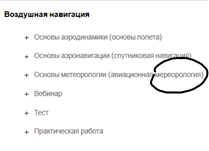 Воздушная навигация
+ Основы аэродинамики (основы полета)
+ Основы аэронавигации (спутниковая навигация)
+ Основы метеорологии (авиационная мереорология)
+ Вебинар
+ Тест
+ Практическая работа